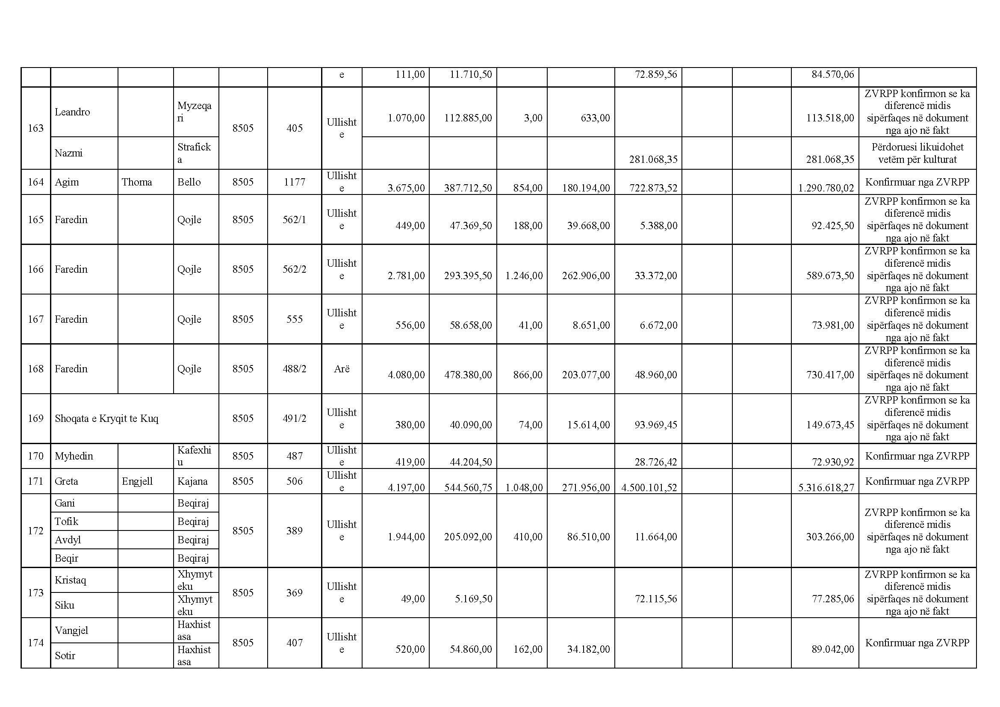 e 111,00 11.710,50 72.859,56 84.570,06
163 Leandro Myzeqa
ri 8505 405 Ullisht
e 1.070,00 112.885,00 3,00 633,00 113.518,00 ZVRPP konfirmon se ka
diferencë midis
sipërfaqes në dokument
nga ajo në fakt
Nazmi Strafick
a 281.068,35 281.068,35 Përdoruesi likuidohet
vetëm për kulturat
164 Agim Thoma Bello 8505 1177 Ullisht
e 3.675,00 387.712,50 854,00 180.194,00 722.873,52 1.290.780,02 Konfirmuar nga ZVRPP
165 Faredin Qojle 8505 562/1 Ullisht
e 449,00 47.369,50 188,00 39.668,00 5.388,00 92.425,50 ZVRPP konfirmon se ka
diferencë midis
sipërfaqes në dokument
nga ajo në fakt
166 Faredin Qojle 8505 562/2 Ullisht
e 2.781,00 293.395,50 1.246,00 262.906,00 33.372,00 589.673,50 ZVRPP konfirmon se ka
diferencë midis
sipërfaqes në dokument
nga ajo në fakt
167 Faredin Qojle 8505 555 Ullisht
e 556,00 58.658,00 41,00 8.651,00 6.672,00 73.981,00 ZVRPP konfirmon se ka
diferencë midis
sipërfaqes në dokument
nga ajo në fakt
168 Faredin Qojle 8505 488/2 Arë 4.080,00 478.380,00 866,00 203.077,00 48.960,00 730.417,00 ZVRPP konfirmon se ka
diferencë midis
sipërfaqes në dokument
nga ajo në fakt
169 Shoqata e Kryqit te Kuq 8505 491/2 Ullisht
e 380,00 40.090,00 74,00 15.614,00 93.969,45 149.673,45 ZVRPP konfirmon se ka
diferencë midis
sipërfaqes në dokument
nga ajo në fakt
170 Myhedin Kafexhi
u 8505 487 Ullisht
e 419,00 44.204,50 28.726,42 72.930,92 Konfirmuar nga ZVRPP
171 Greta Engjell Kajana 8505 506 Ullisht
e 4.197,00 544.560,75 1.048,00 271.956,00 4.500.101,52 5.316.618,27 Konfirmuar nga ZVRPP
172 Gani Beqiraj 8505 389 Ullisht
e 1.944,00 205.092,00 410,00 86.510,00 11.664,00 303.266,00 ZVRPP konfirmon se ka
diferencë midis
sipërfaqes në dokument
nga ajo në fakt
Tofik Beqiraj
Avdyl Beqiraj
Beqir Beqiraj
173 Kristaq Xhymyt
eku 8505 369 Ullisht
e 49,00 5.169,50 72.115,56 77.285,06 ZVRPP konfirmon se ka
diferencë midis
sipërfaqes në dokument
nga ajo në fakt
Siku Xhymyt
eku
174 Vangjel Haxhist
asa 8505 407 Ullisht
e 520,00 54.860,00 162,00 34.182,00 89.042,00 Konfirmuar nga ZVRPP
Sotir Haxhist
asa